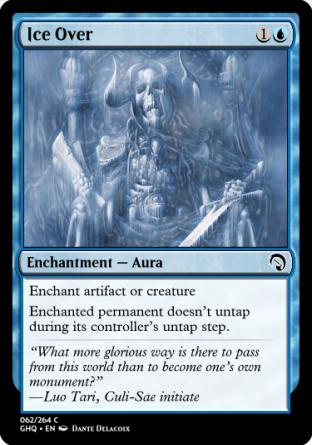 Ice Over 1
Enchantment — Aura
Enchant artifact or creature
Enchanted permanent doesn't untap
during its controller's untap step.
"What more glorious way is there to pass
from this world than to become one's own
monument?"
—Luo Tari, Culi-Sae initiate
062/264 C
GHQ • EN DANTE DELACOIX